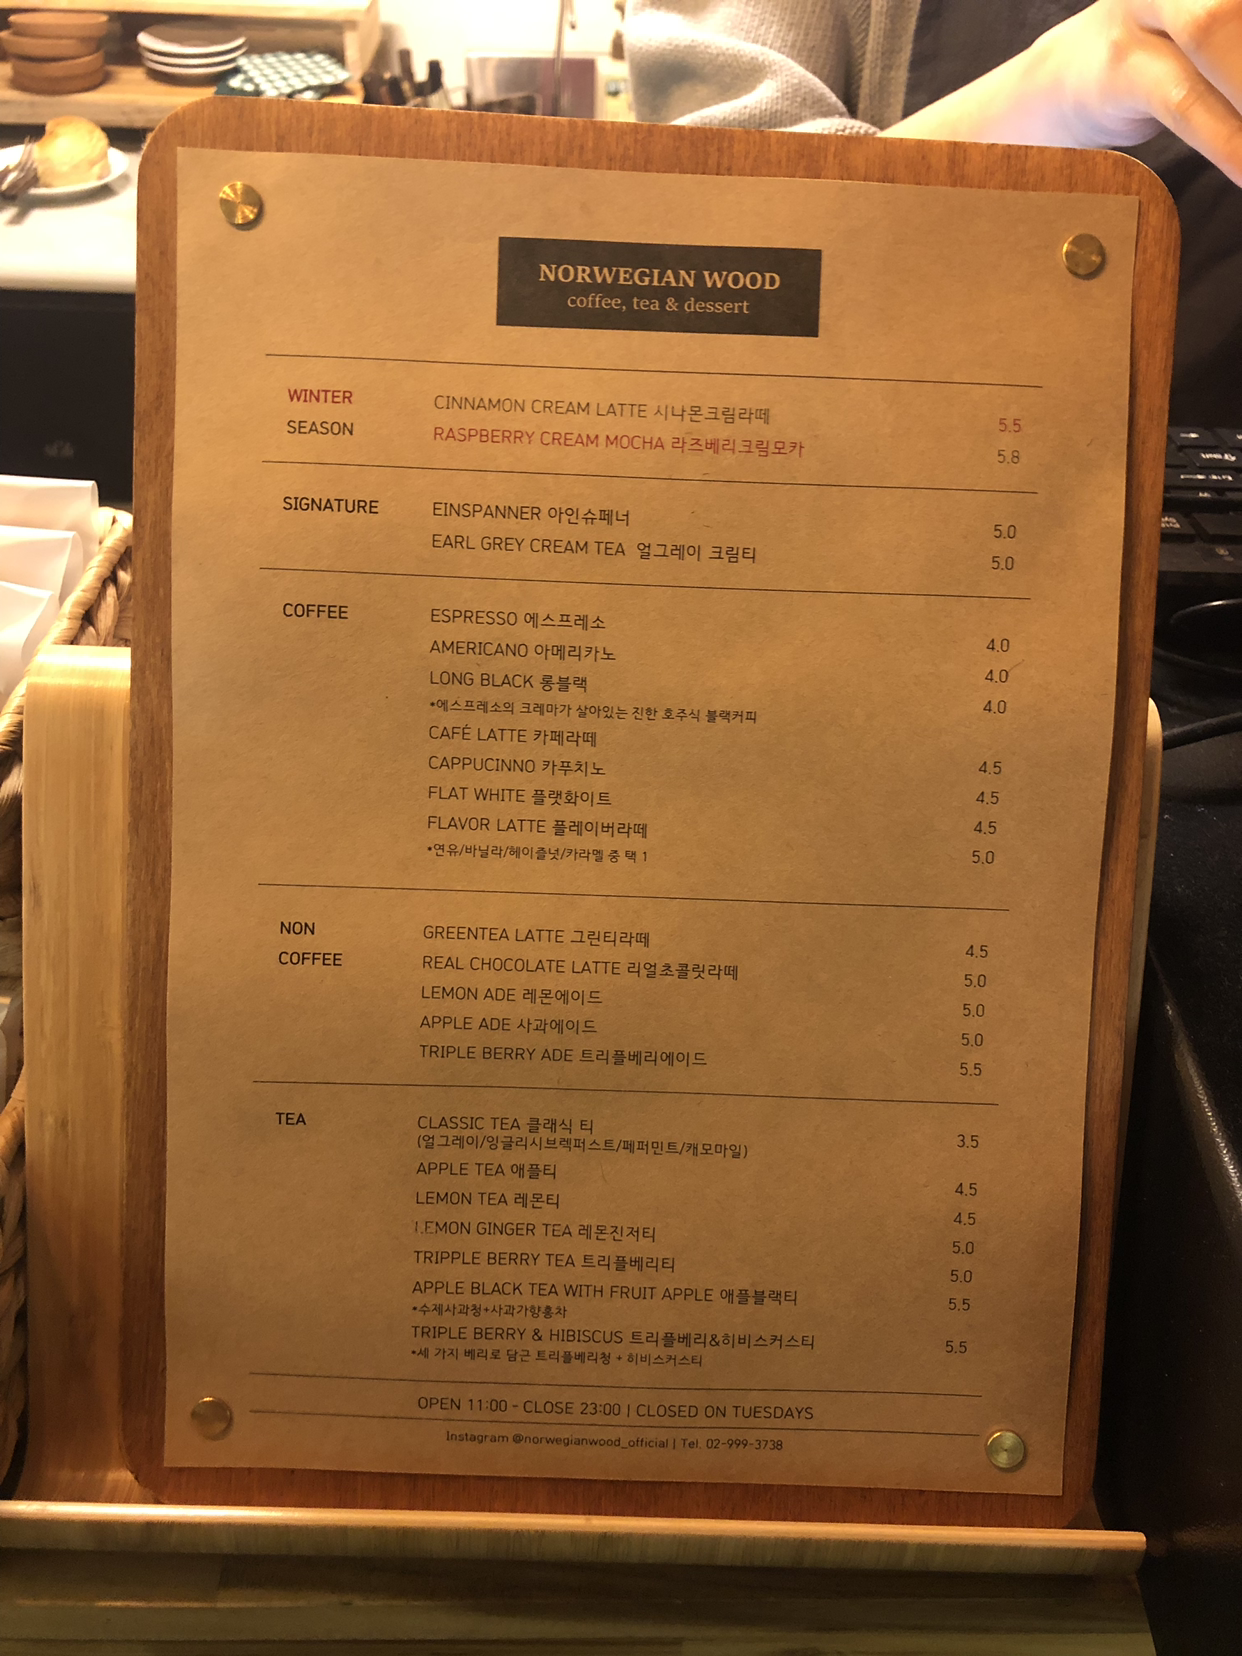 NORWEGIAN WOOD
coffee, tea & dessert
WINTER CINNAMON CREAM LATTE 시나몬크림라떼 5.5
SEASON RASPBERRY CREAM MOCHA 라즈베리크림모카 5.8
SIGNATURE EINSPANNER 아인슈페너 5.0
EARL GREY CREAM TEA 얼그레이 크림티 5.0
COFFEE ESPRESSO 에스프레소 4.0
AMERICANO 아메리카노 4.0
LONG BLACK 롱블랙 4.0
*에스프레소의 크레마가 살아있는 진한 호주식 블랙커피
CAFÉ LATTE 카페라떼 4.5
CAPPUCINNO 카푸치노 4.5
FLAT WHITE 플랫화이트 4.5
FLAVOR LATTE 플레이버라떼 5.0
*연유/바닐라/헤이즐넛/카라멜 중 택 1
NON GREENTEA LATTE 그린티라떼 4.5
COFFEE REAL CHOCOLATE LATTE 리얼초콜릿라떼 5.0
LEMON ADE 레몬에이드 5.0
APPLE ADE 사과에이드 5.0
TRIPLE BERRY ADE 트리플베리에이드 5.5
TEA CLASSIC TEA 클래식 티 3.5
(얼그레이/잉글리시브렉퍼스트/페퍼민트/캐모마일)
APPLE TEA 애플티 4.5
LEMON TEA 레몬티 4.5
LEMON GINGER TEA 레몬진저티 5.0
TRIPPLE BERRY TEA 트리플베리티 5.0
APPLE BLACK TEA WITH FRUIT APPLE 애플블랙티 5.5
*수제사과청+사과가향홍차
TRIPLE BERRY & HIBISCUS 트리플베리&히비스커스티 5.5
*세 가지 베리로 담근 트리플베리청 + 히비스커스티
OPEN 11:00 - CLOSE 23:00 | CLOSED ON TUESDAYS
Instagram @norwegianwood_official | Tel. 02-999-3738